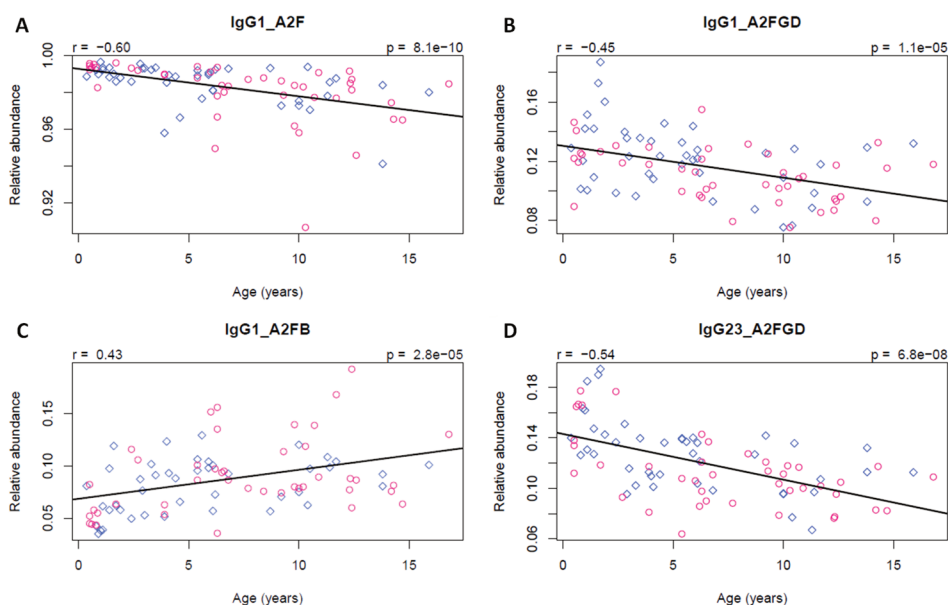 A
IgG1_A2F
r = −0.60
p = 8.1e−10
Relative abundance
1.00
0.96
0.92
0
5
10
15
Age (years)
B
IgG1_A2FGD
r = −0.45
p = 1.1e−05
Relative abundance
0.16
0.12
0.08
0
5
10
15
Age (years)
C
IgG1_A2FB
r = 0.43
p = 2.8e−05
Relative abundance
0.15
0.10
0.05
0
5
10
15
Age (years)
D
IgG23_A2FGD
r = −0.54
p = 6.8e−08
Relative abundance
0.18
0.14
0.10
0.06
0
5
10
15
Age (years)